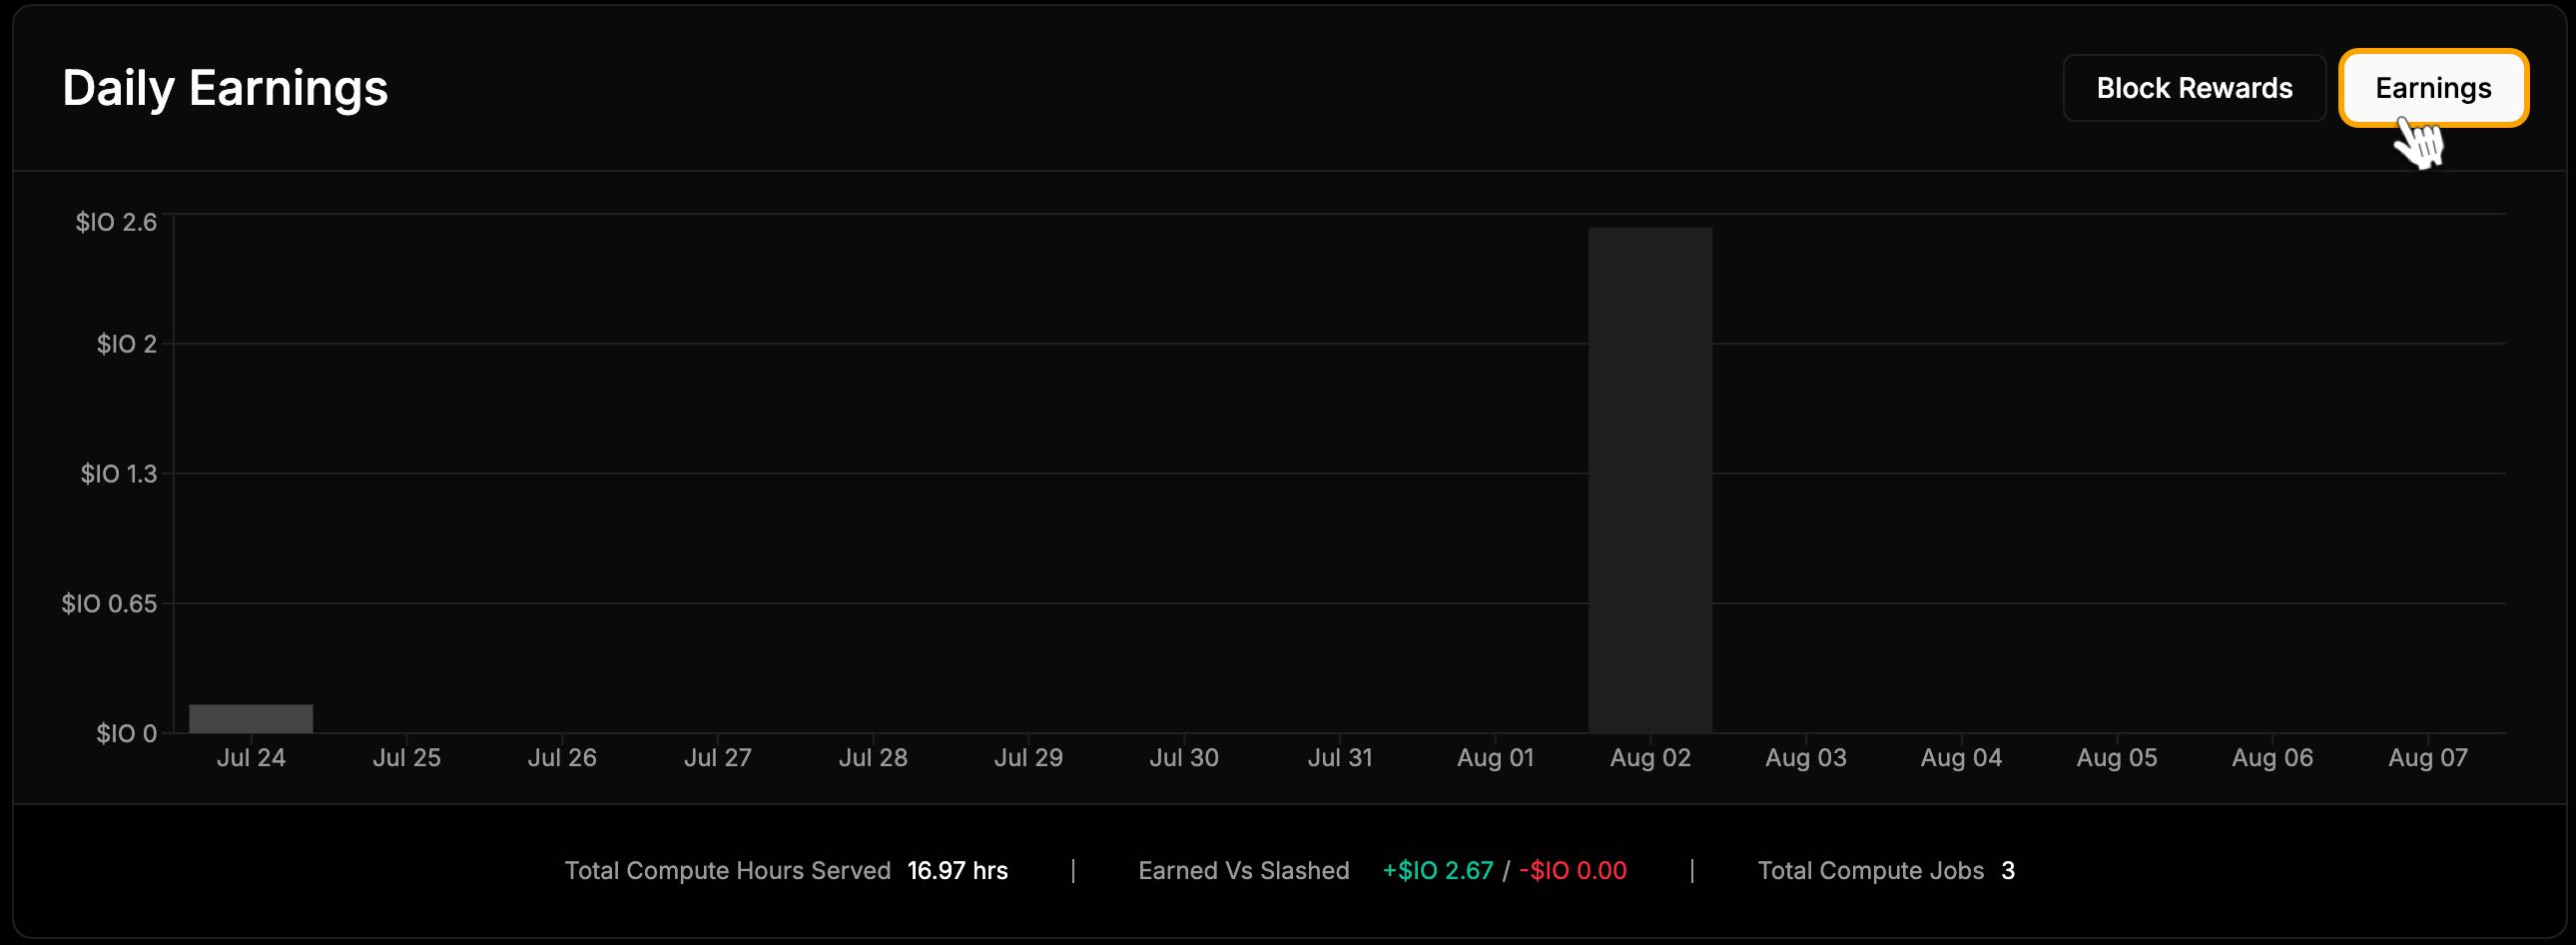 Daily Earnings
Block Rewards
Earnings
$IO 2.6
$IO 2
$IO 1.3
$IO 0.65
$IO 0
Jul 24 Jul 25 Jul 26 Jul 27 Jul 28 Jul 29 Jul 30 Jul 31 Aug 01 Aug 02 Aug 03 Aug 04 Aug 05 Aug 06 Aug 07
Total Compute Hours Served 16.97 hrs | Earned Vs Slashed +$IO 2.67 / -$IO 0.00 | Total Compute Jobs 3